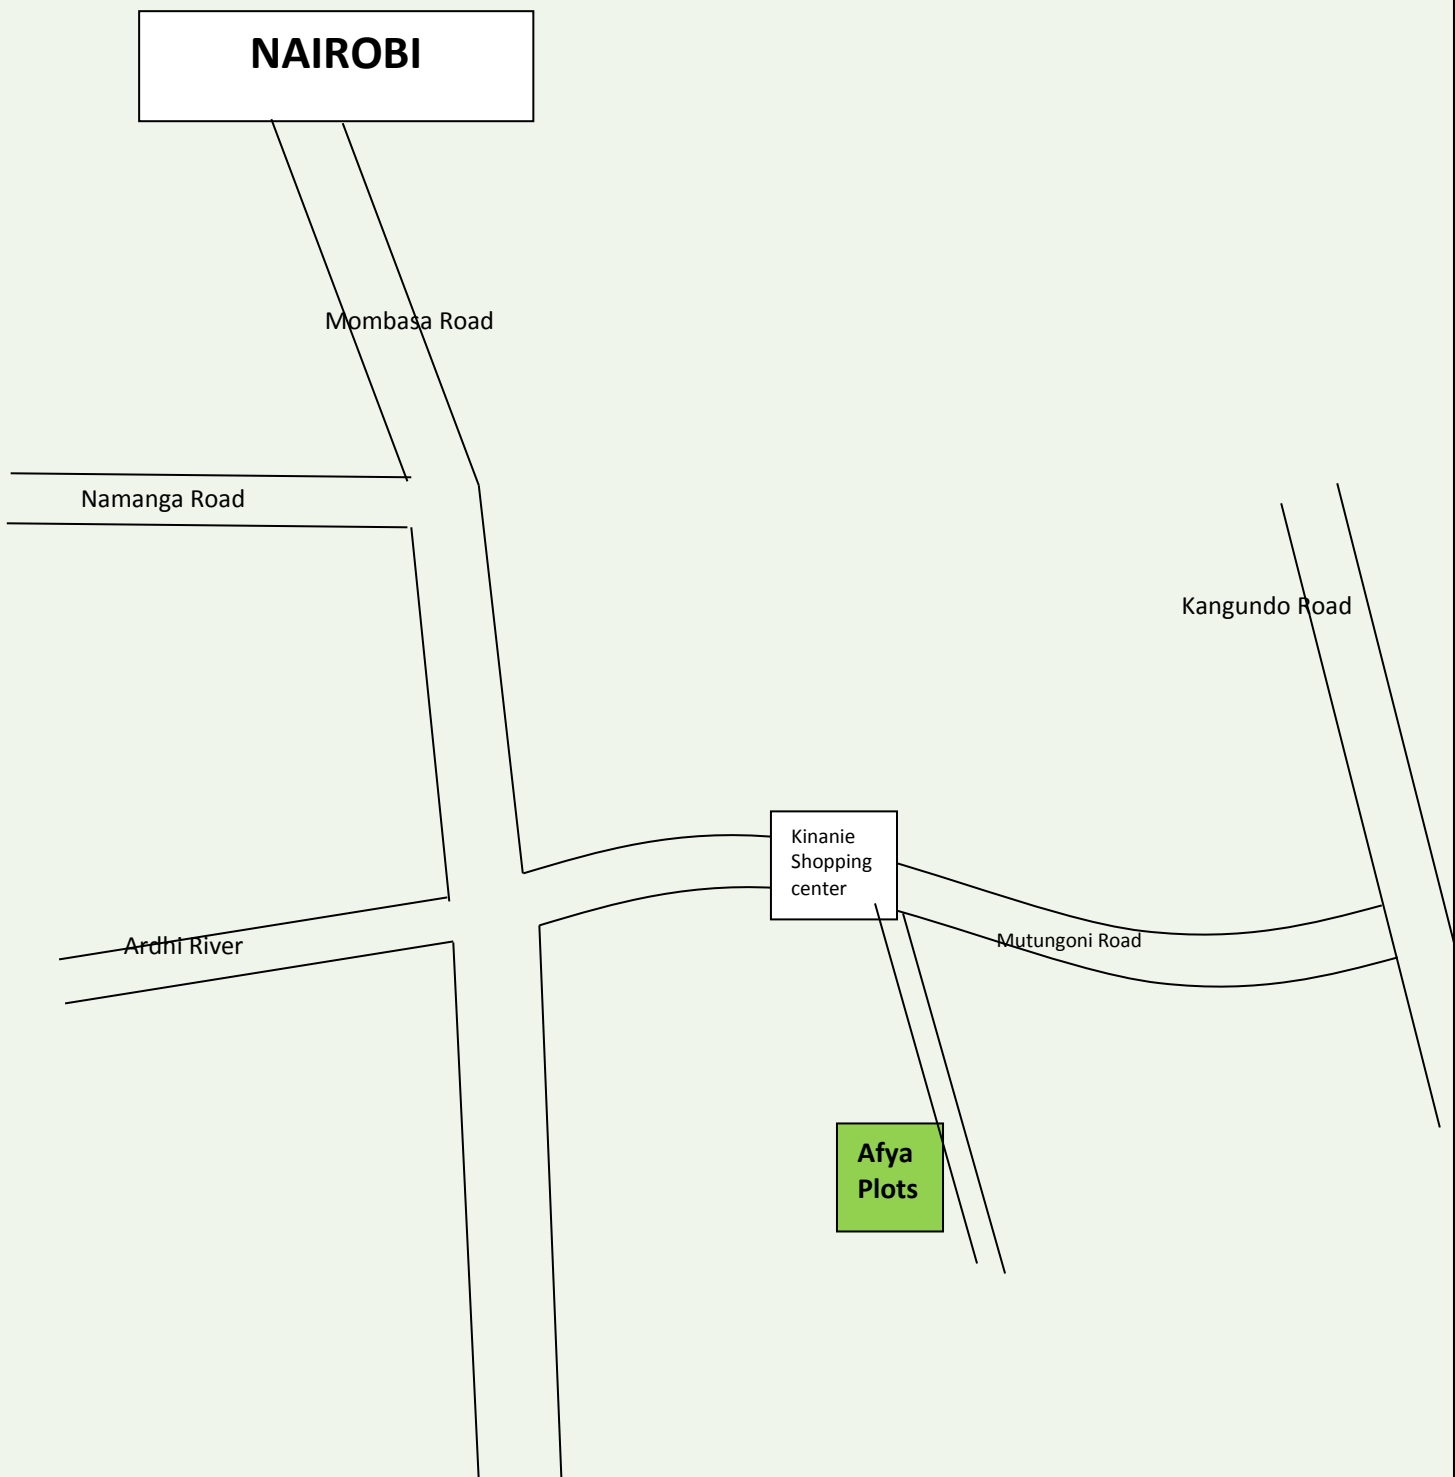 NAIROBI
Mombasa Road
Namanga Road
Kangundo Road
Kinanie
Shopping
center
Ardhi River
Mutungoni Road
Afya
Plots